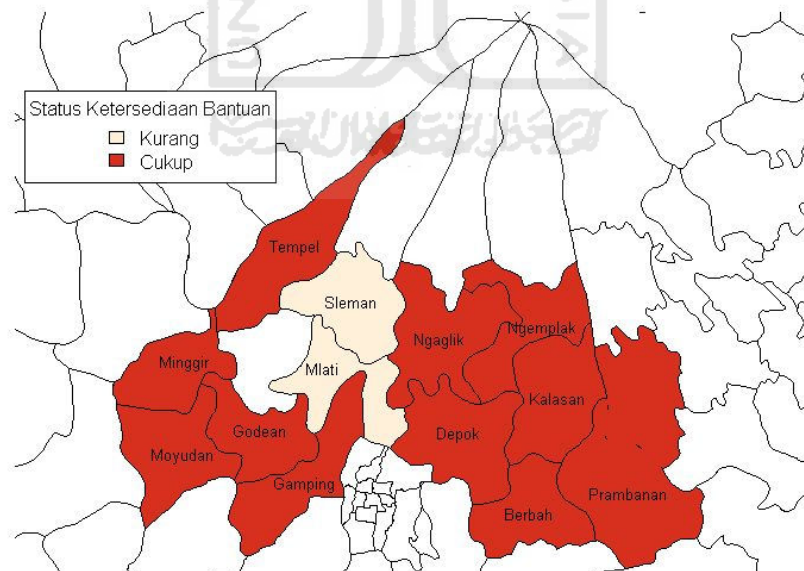 Status Ketersediaan Bantuan
Kurang
Cukup
Tempel
Sleman
Ngaglik
Ngemplak
Minggir
Mlati
Kalasan
Godean
Depok
Moyudan
Gamping
Prambanan
Berbah